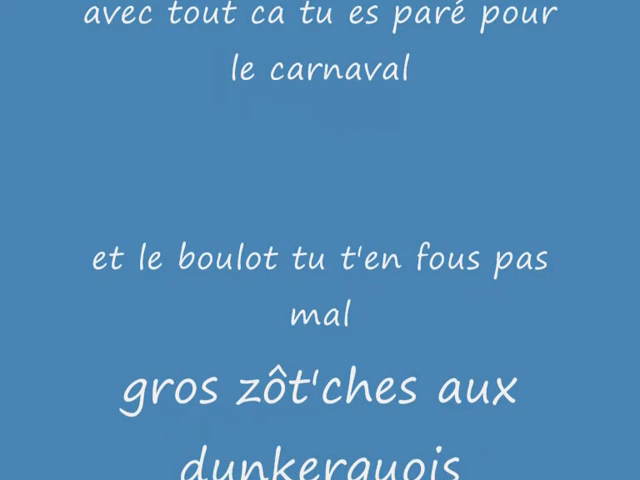 avec tout ca tu es paré pour
le carnaval
et le boulot tu t'en fous pas
mal
gros zôt'ches aux
dunkerquois